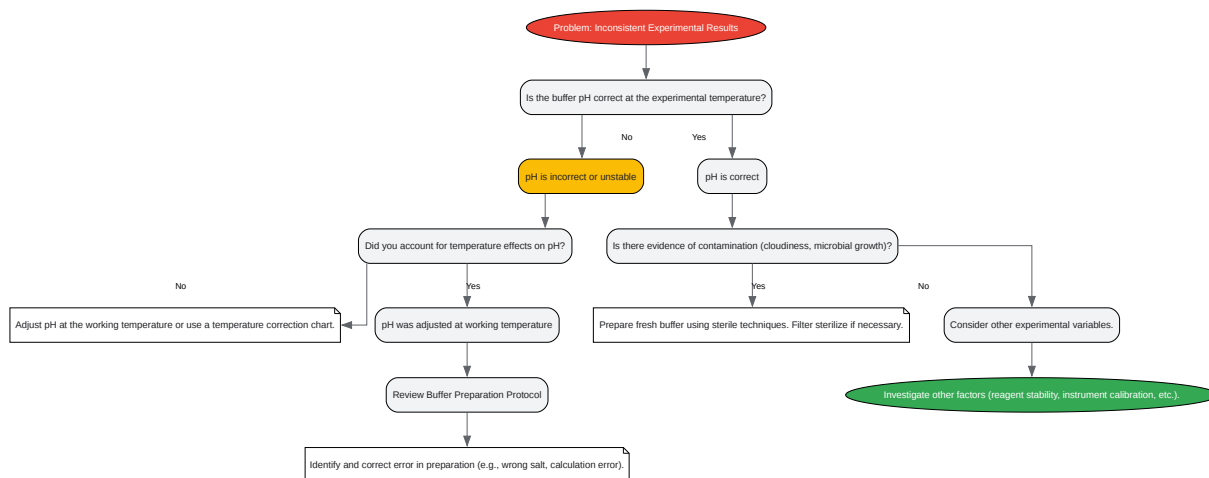 Problem: Inconsistent Experimental Results
Is the buffer pH correct at the experimental temperature?
No
Yes
pH is incorrect or unstable
pH is correct
Did you account for temperature effects on pH?
Is there evidence of contamination (cloudiness, microbial growth)?
No
Yes
Yes
No
Adjust pH at the working temperature or use a temperature correction chart.
pH was adjusted at working temperature
Prepare fresh buffer using sterile techniques. Filter sterilize if necessary.
Consider other experimental variables.
Review Buffer Preparation Protocol
Investigate other factors (reagent stability, instrument calibration, etc.).
Identify and correct error in preparation (e.g., wrong salt, calculation error).